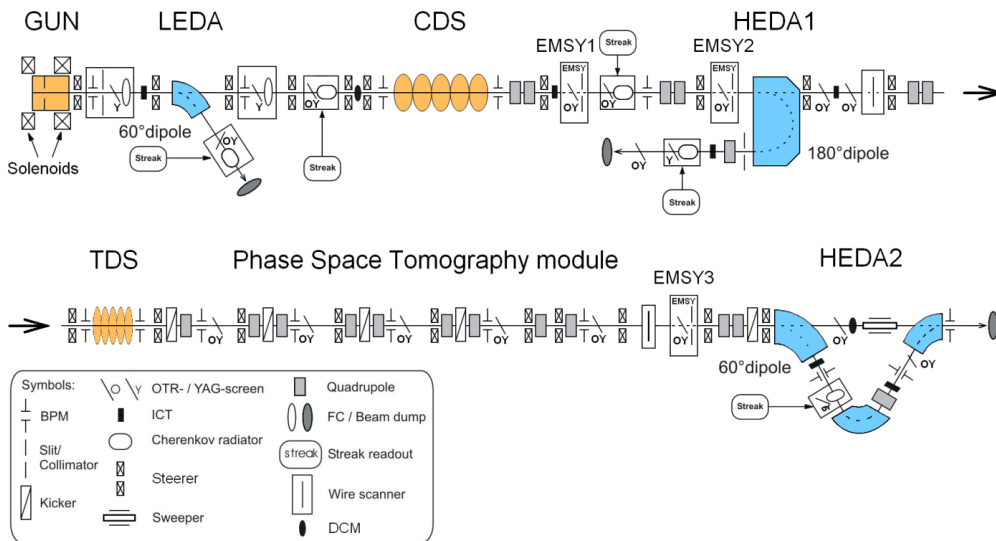 GUN LEDA CDS HEDA1
EMSY1 Streak EMSY2
EMSY EMSY
Y OY OY OY OY OY OY
60°dipole OY
Solenoids Streak Streak OY Y 180°dipole
Streak
TDS Phase Space Tomography module HEDA2
EMSY3
EMSY
OY OY OY OY OY OY OY OY
60°dipole OY
Streak OY
Symbols:
O Y OTR- / YAG-screen
Quadrupole
BPM
ICT
FC / Beam dump
Slit/
Collimator
Cherenkov radiator
streak Streak readout
Steerer
Kicker
Wire scanner
Sweeper
DCM